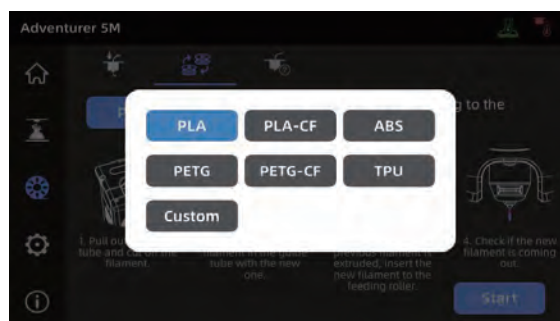 Adventurer 5M
g to the
PLA
PLA-CF
ABS
PETG
PETG-CF
TPU
Custom
1. Pull ou
tube and cut off the
filament.
filament in the guide
tube with the new
one.
previous filament is
extruded, insert the
new filament to the
feeding roller.
4. Check if the new
filament is coming
out.
Start